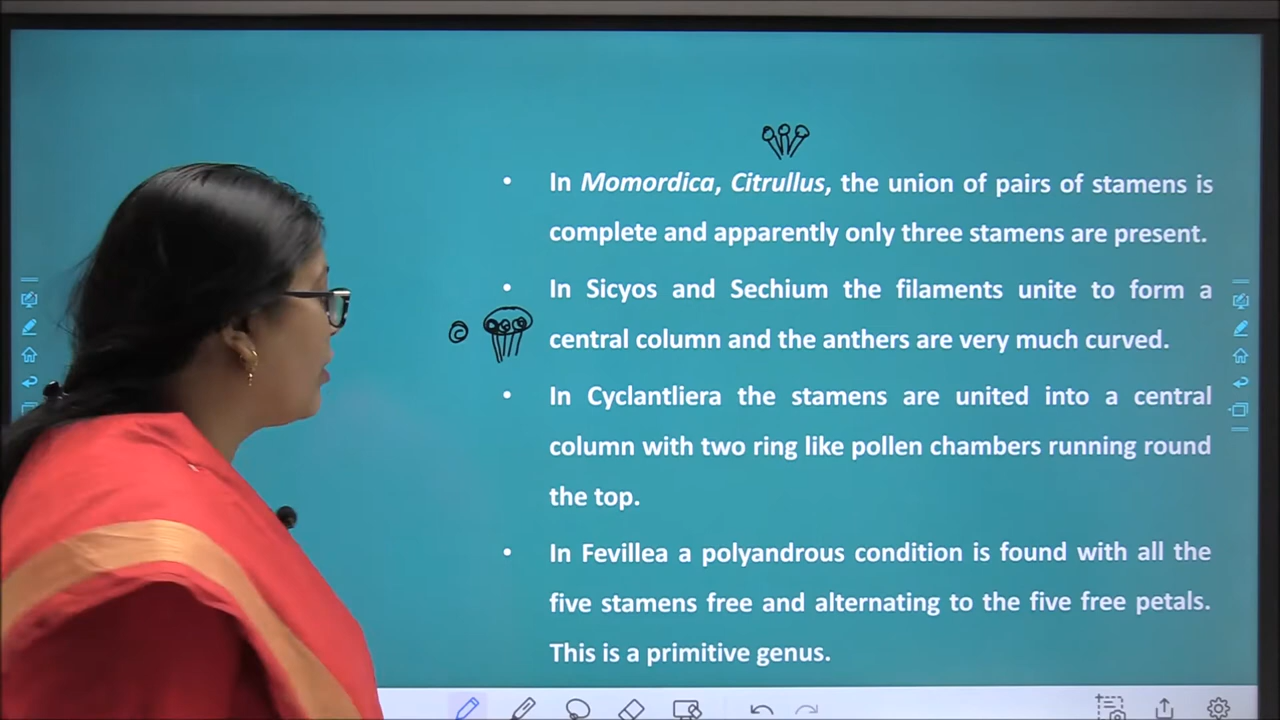 • In Momordica, Citrullus, the union of pairs of stamens is
complete and apparently only three stamens are present.
• In Sicyos and Sechium the filaments unite to form a
central column and the anthers are very much curved.
• In Cyclantliera the stamens are united into a central
column with two ring like pollen chambers running round
the top.
• In Fevillea a polyandrous condition is found with all the
five stamens free and alternating to the five free petals.
This is a primitive genus.